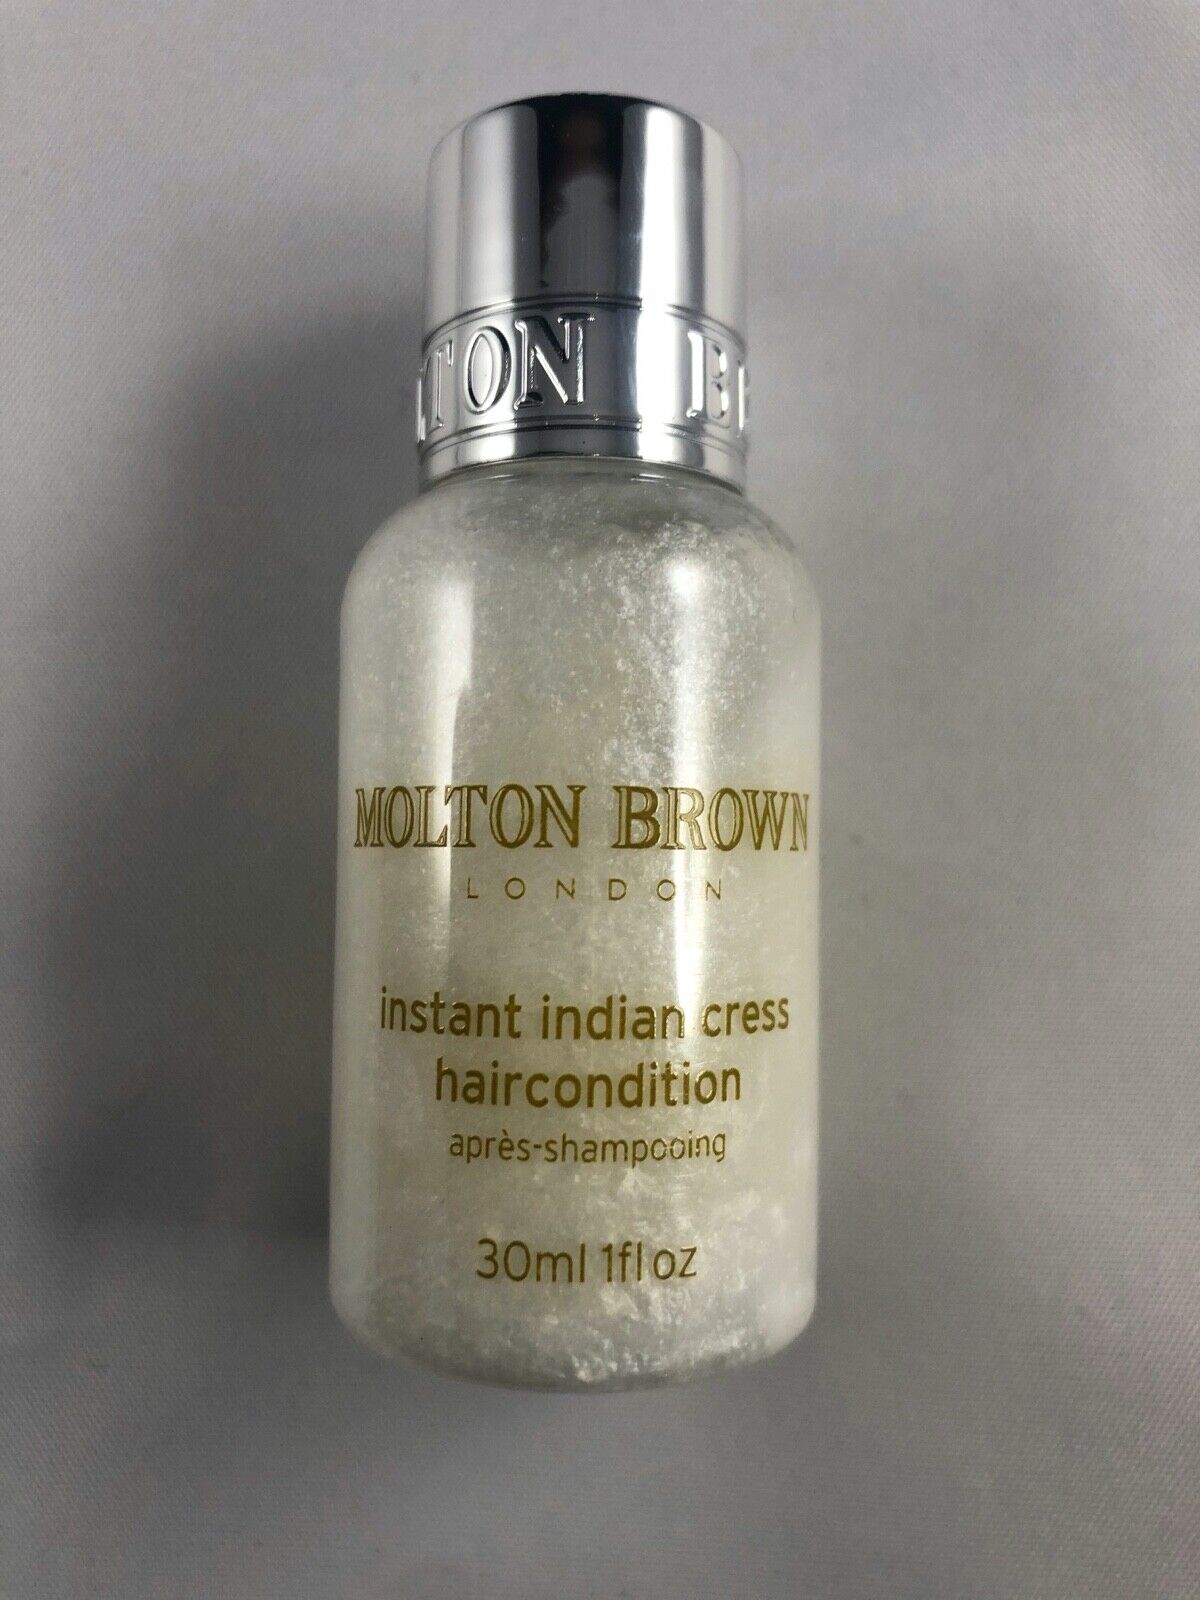 LTON BR
MOLTON BROWN
LONDON
instant indian cress
haircondition
après-shampooing
30ml 1fl oz